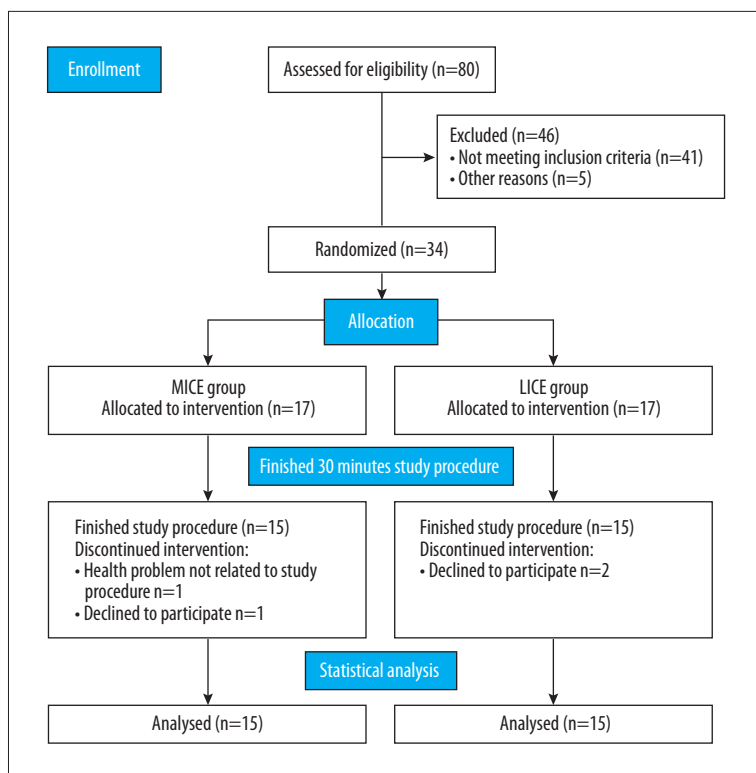 Enrollment
Assessed for eligibility (n=80)
Excluded (n=46)
• Not meeting inclusion criteria (n=41)
• Other reasons (n=5)
Randomized (n=34)
Allocation
MICE group
Allocated to intervention (n=17)
LICE group
Allocated to intervention (n=17)
Finished 30 minutes study procedure
Finished study procedure (n=15)
Discontinued intervention:
• Health problem not related to study
procedure n=1
• Declined to participate n=1
Finished study procedure (n=15)
Discontinued intervention:
• Declined to participate n=2
Statistical analysis
Analysed (n=15)
Analysed (n=15)